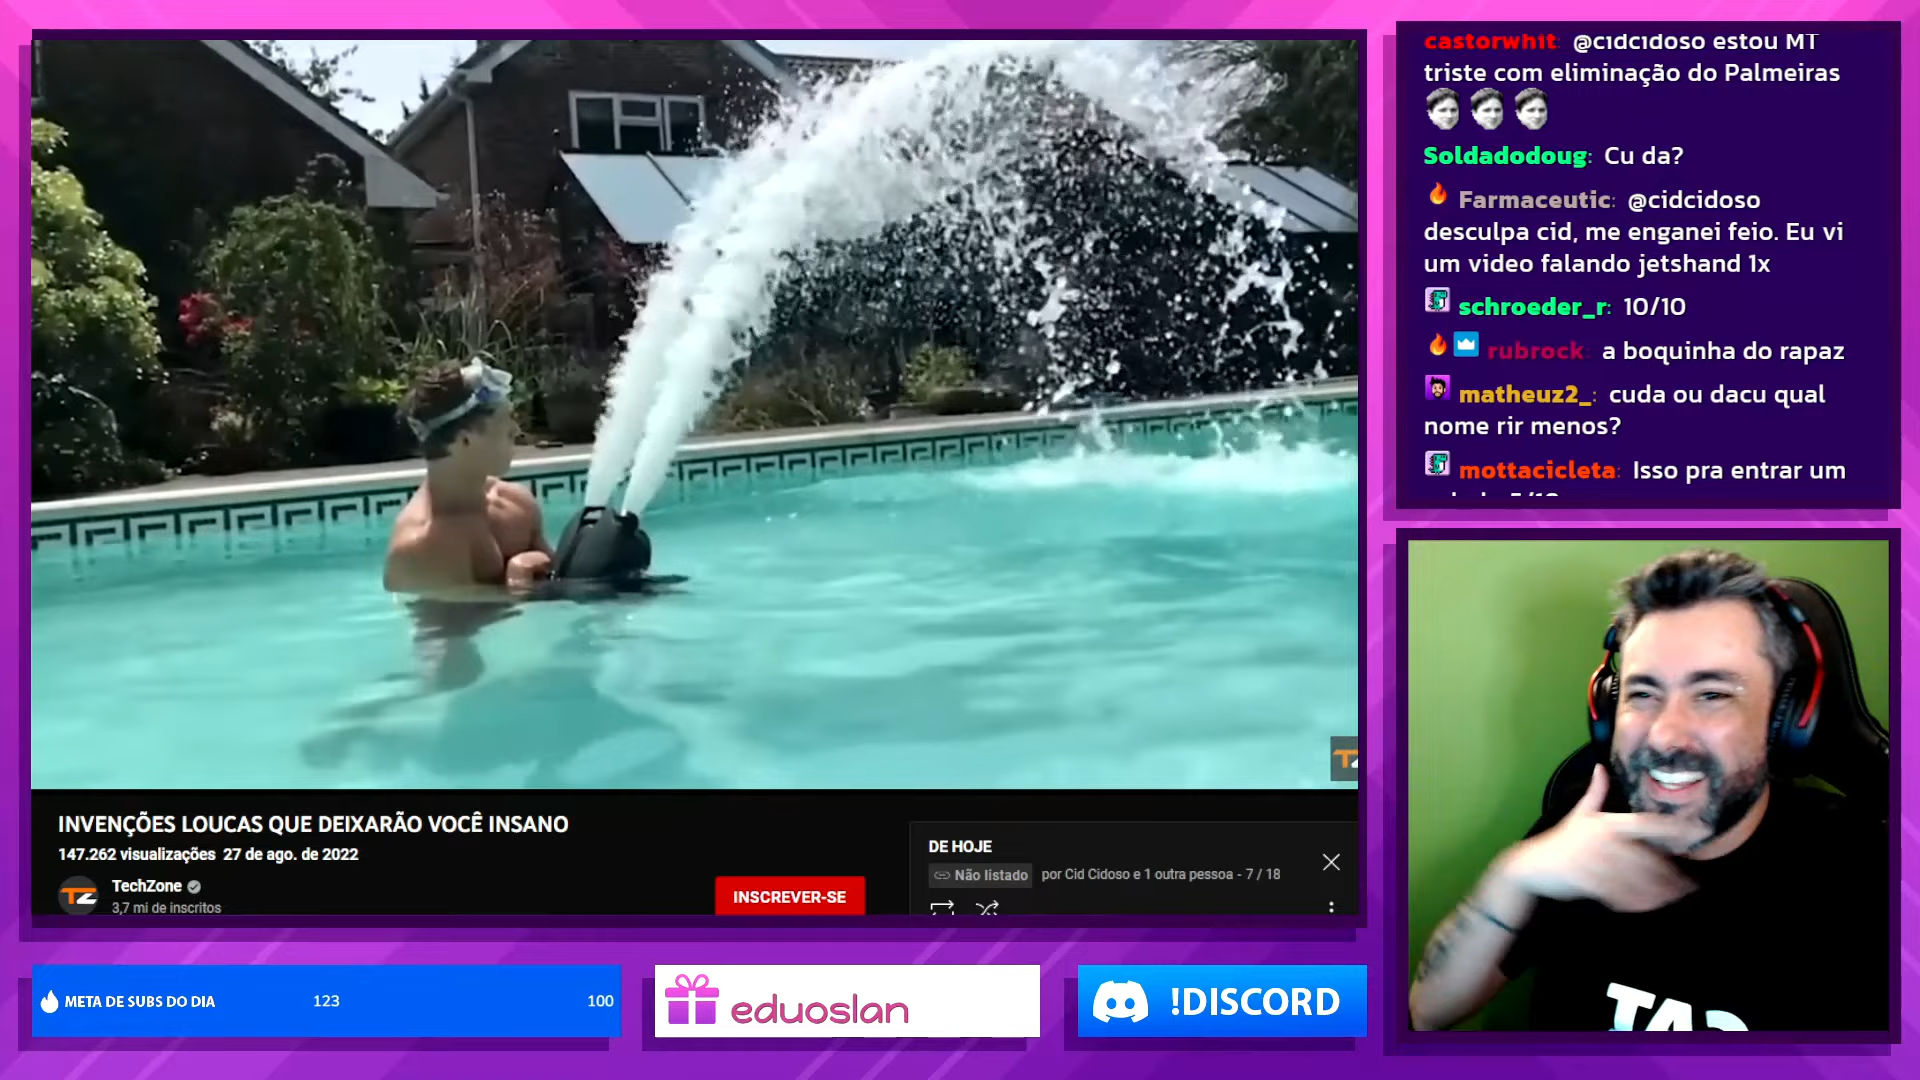 castorwhit: @cidcidoso estou MT
triste com eliminação do Palmeiras
Soldadodoug: Cu da?
Farmaceutic: @cidcidoso
desculpa cid, me enganei feio. Eu vi
um video falando jetshand 1x
schroeder_r: 10/10
rubrock: a boquinha do rapaz
matheuz2_: cuda ou dacu qual
nome rir menos?
mottacicleta: Isso pra entrar um
TZ
INVENÇÕES LOUCAS QUE DEIXARÃO VOCÊ INSANO
147.262 visualizações 27 de ago. de 2022
TZ
TechZone
3,7 mi de inscritos
INSCREVER-SE
DE HOJE
Não listado por Cid Cidoso e 1 outra pessoa - 7 / 18
META DE SUBS DO DIA 123 100
eduoslan
!DISCORD